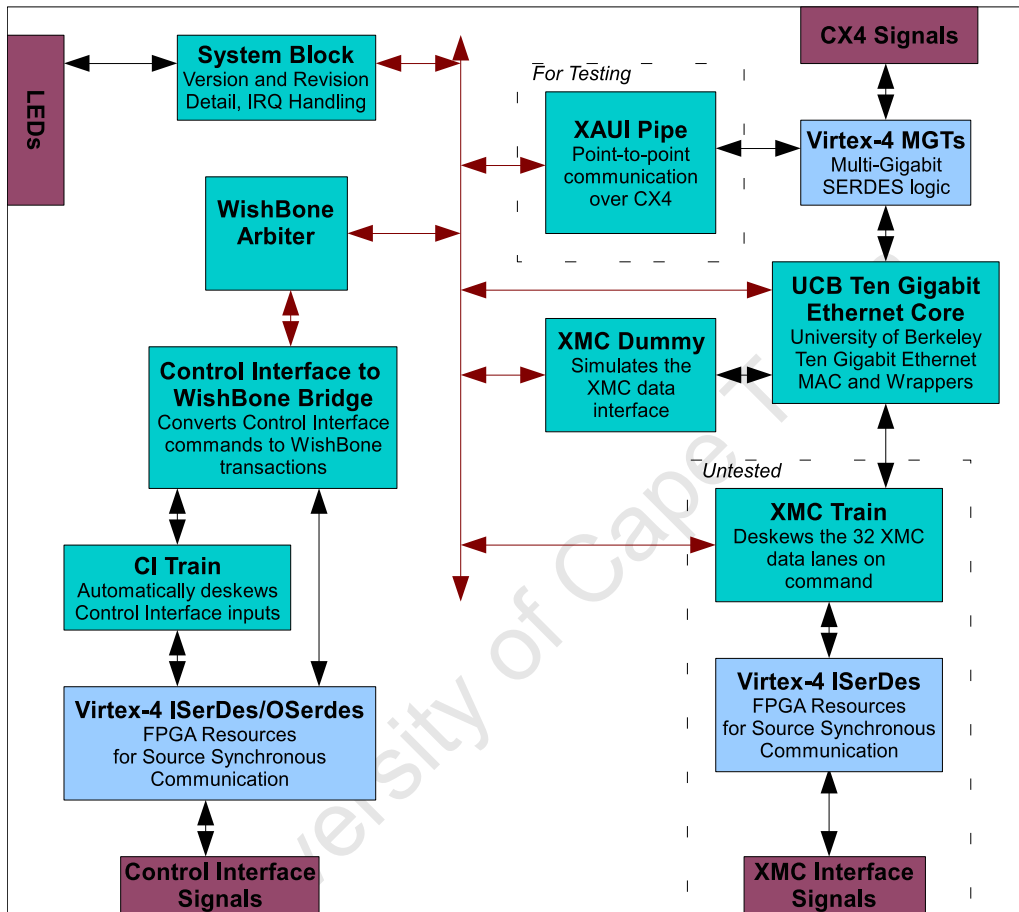 LEDs
System Block
Version and Revision
Detail, IRQ Handling
For Testing
XAUI Pipe
Point-to-point
communication
over CX4
CX4 Signals
Virtex-4 MGTs
Multi-Gigabit
SERDES logic
WishBone
Arbiter
UCB Ten Gigabit
Ethernet Core
University of Berkeley
Ten Gigabit Ethernet
MAC and Wrappers
XMC Dummy
Simulates the
XMC data
interface
Control Interface to
WishBone Bridge
Converts Control Interface
commands to WishBone
transactions
Untested
XMC Train
Deskews the 32 XMC
data lanes on
command
CI Train
Automatically deskews
Control Interface inputs
Virtex-4 ISerDes/OSerdes
FPGA Resources
for Source Synchronous
Communication
Virtex-4 ISerDes
FPGA Resources
for Source Synchronous
Communication
Control Interface
Signals
XMC Interface
Signals
versity of Cape T